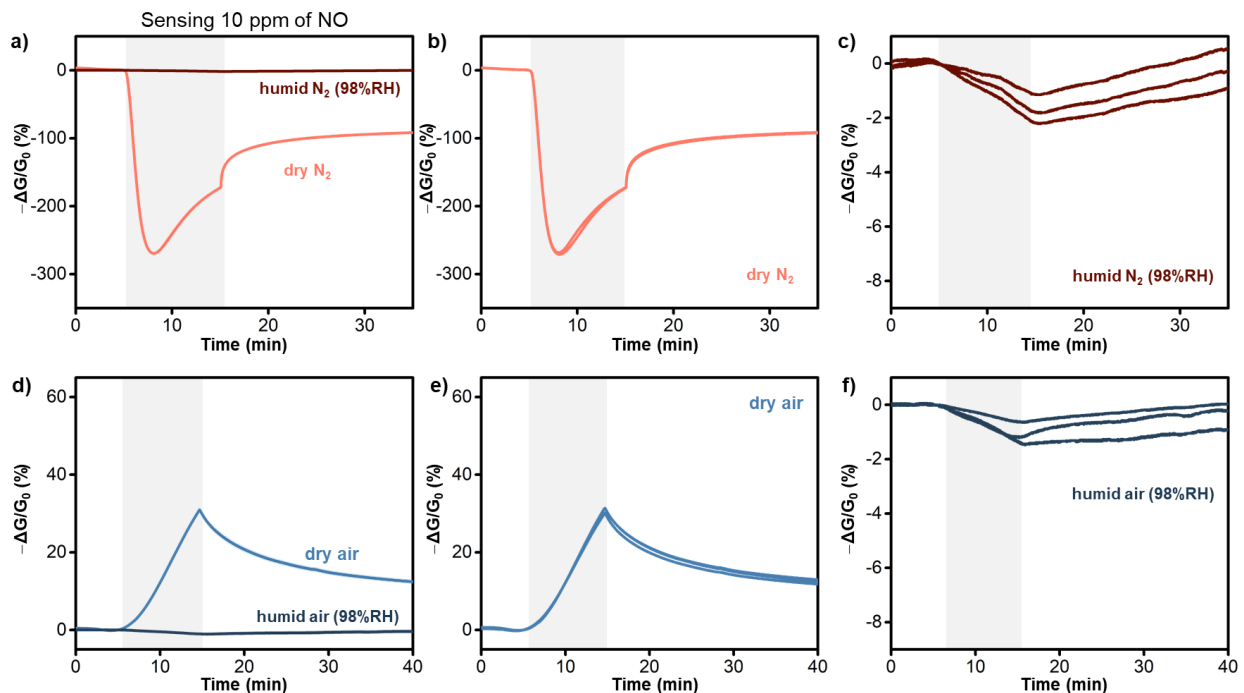 Sensing 10 ppm of NO
a)
−ΔG/G₀ (%)
0
-100
-200
-300
humid N₂ (98%RH)
dry N₂
0
10
20
30
Time (min)
b)
−ΔG/G₀ (%)
0
-100
-200
-300
dry N₂
0
10
20
30
Time (min)
c)
−ΔG/G₀ (%)
0
-2
-4
-6
-8
humid N₂ (98%RH)
0
10
20
30
Time (min)
d)
−ΔG/G₀ (%)
60
40
20
0
dry air
humid air (98%RH)
0
10
20
30
40
Time (min)
e)
−ΔG/G₀ (%)
60
40
20
0
dry air
0
10
20
30
40
Time (min)
f)
−ΔG/G₀ (%)
0
-2
-4
-6
-8
humid air (98%RH)
0
10
20
30
40
Time (min)